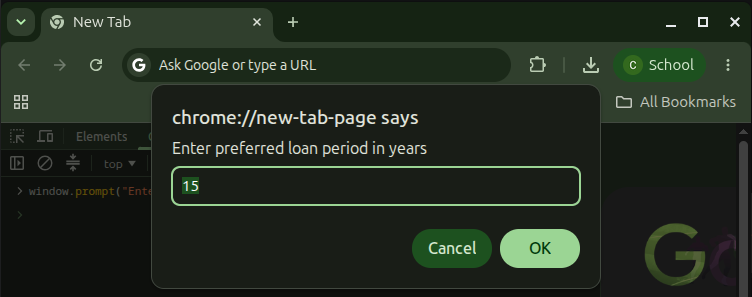 New Tab
Ask Google or type a URL
C School
All Bookmarks
chrome://new-tab-page says
Enter preferred loan period in years
15
Cancel OK
Elements
top
window.prompt("Ente
Go